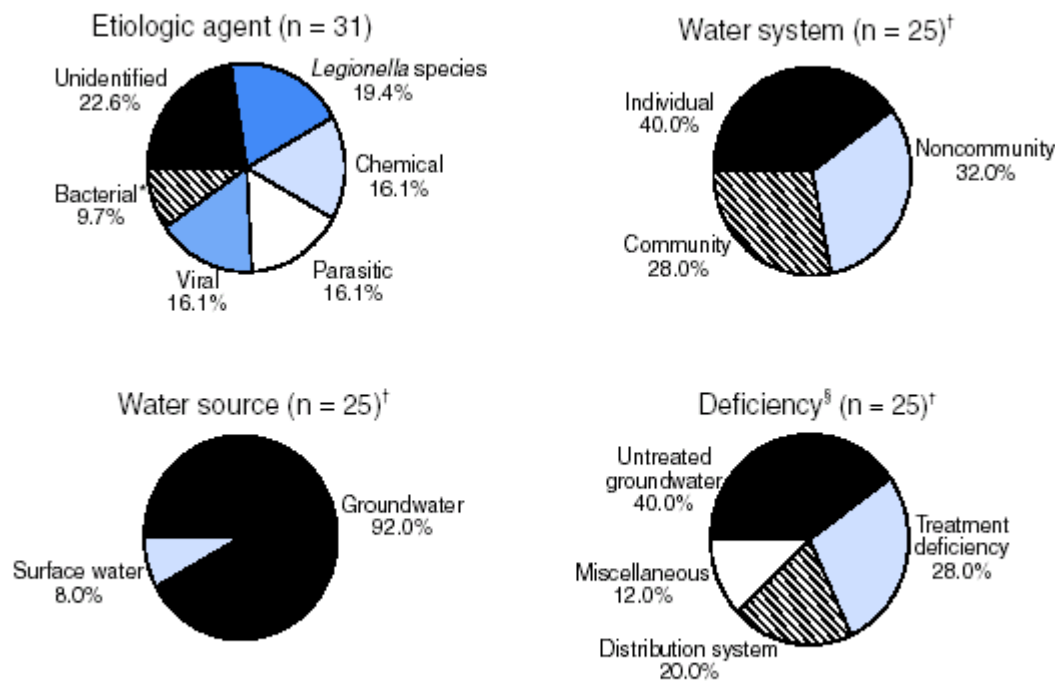 Etiologic agent (n = 31)
Unidentified
22.6%
Legionella species
19.4%
Chemical
16.1%
Parasitic
16.1%
Viral
16.1%
Bacterial*
9.7%
Water system (n = 25)†
Individual
40.0%
Noncommunity
32.0%
Community
28.0%
Water source (n = 25)†
Groundwater
92.0%
Surface water
8.0%
Deficiency§ (n = 25)†
Untreated
groundwater
40.0%
Treatment
deficiency
28.0%
Distribution system
20.0%
Miscellaneous
12.0%